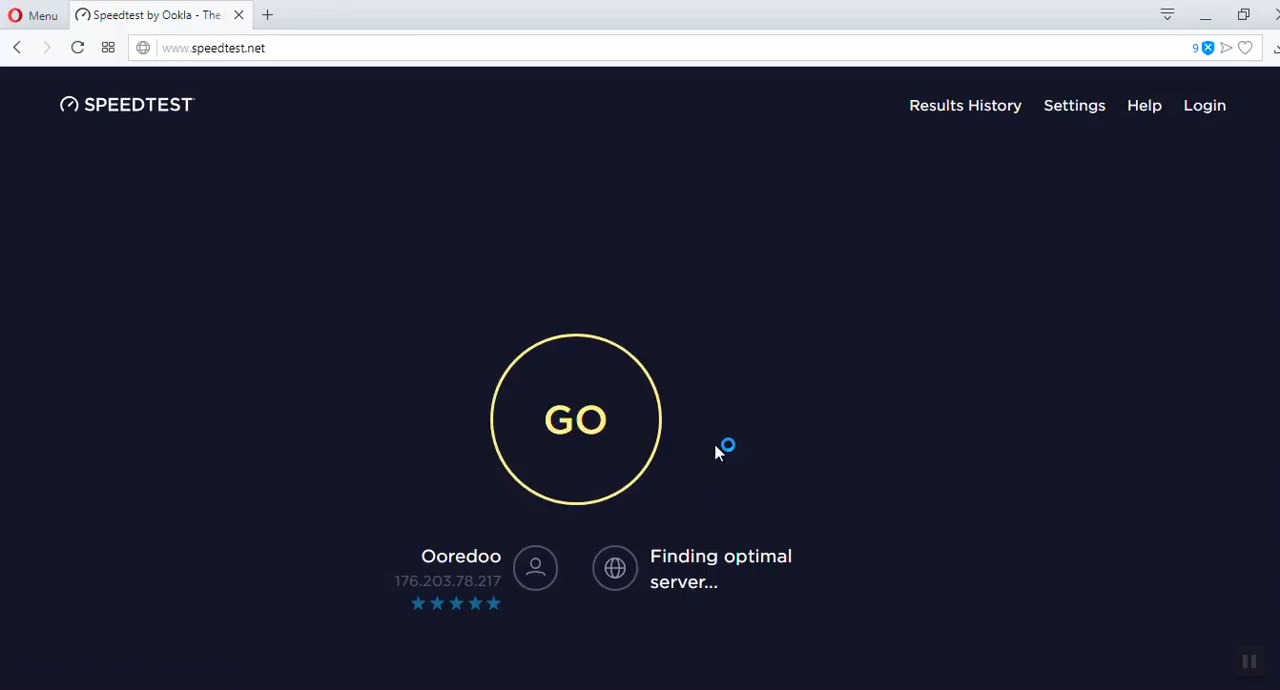 Menu
Speedtest by Ookla - The
www.speedtest.net
9
SPEEDTEST
Results History
Settings
Help
Login
GO
Ooredoo
176.203.78.217
Finding optimal
server...